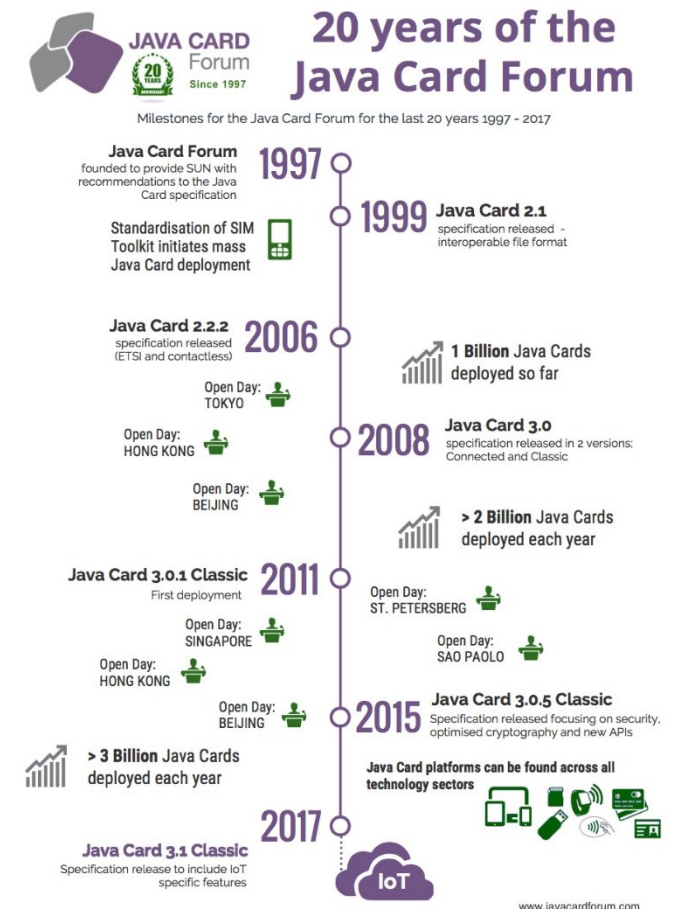 JAVA CARD
Forum
20
YEARS
ANNIVERSARY
Since 1997
20 years of the
Java Card Forum
Milestones for the Java Card Forum for the last 20 years 1997 - 2017
Java Card Forum
founded to provide SUN with
recommendations to the Java
Card specification
1997
1999
Java Card 2.1
specification released -
interoperable file format
Standardisation of SIM
Toolkit initiates mass
Java Card deployment
Java Card 2.2.2
specification released
(ETSI and contactless)
2006
1 Billion Java Cards
deployed so far
Open Day:
TOKYO
Open Day:
HONG KONG
2008
Java Card 3.0
specification released in 2 versions;
Connected and Classic
Open Day:
BEIJING
> 2 Billion Java Cards
deployed each year
Java Card 3.0.1 Classic
First deployment
2011
Open Day:
ST. PETERSBERG
Open Day:
SINGAPORE
Open Day:
SAO PAOLO
Open Day:
HONG KONG
Open Day:
BEIJING
2015
Java Card 3.0.5 Classic
Specification released focusing on security,
optimised cryptography and new APIs
> 3 Billion Java Cards
deployed each year
Java Card platforms can be found across all
technology sectors
2017
Java Card 3.1 Classic
Specification release to include IoT
specific features
IoT
www.javacardforum.com